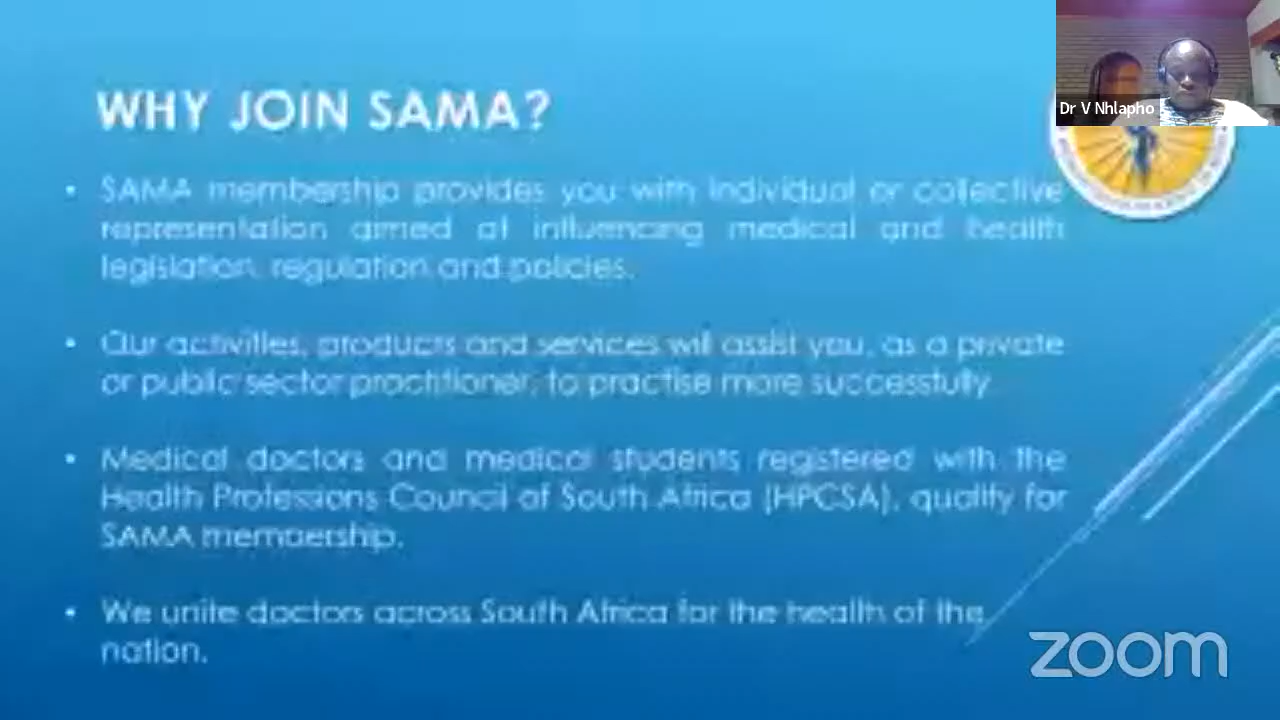 WHY JOIN SAMA?
Dr V Nhlapho
• SAMA membership provides you with individual or collective
representation aimed at influencing medical and health
legislation, regulation and policies.
• Our activities, products and services will assist you, as a private
or public sector practitioner, to practise more successfully.
• Medical doctors and medical students registered with the
Health Professions Council of South Africa (HPCSA), qualify for
SAMA membership.
• We unite doctors across South Africa for the health of the
nation.
zoom